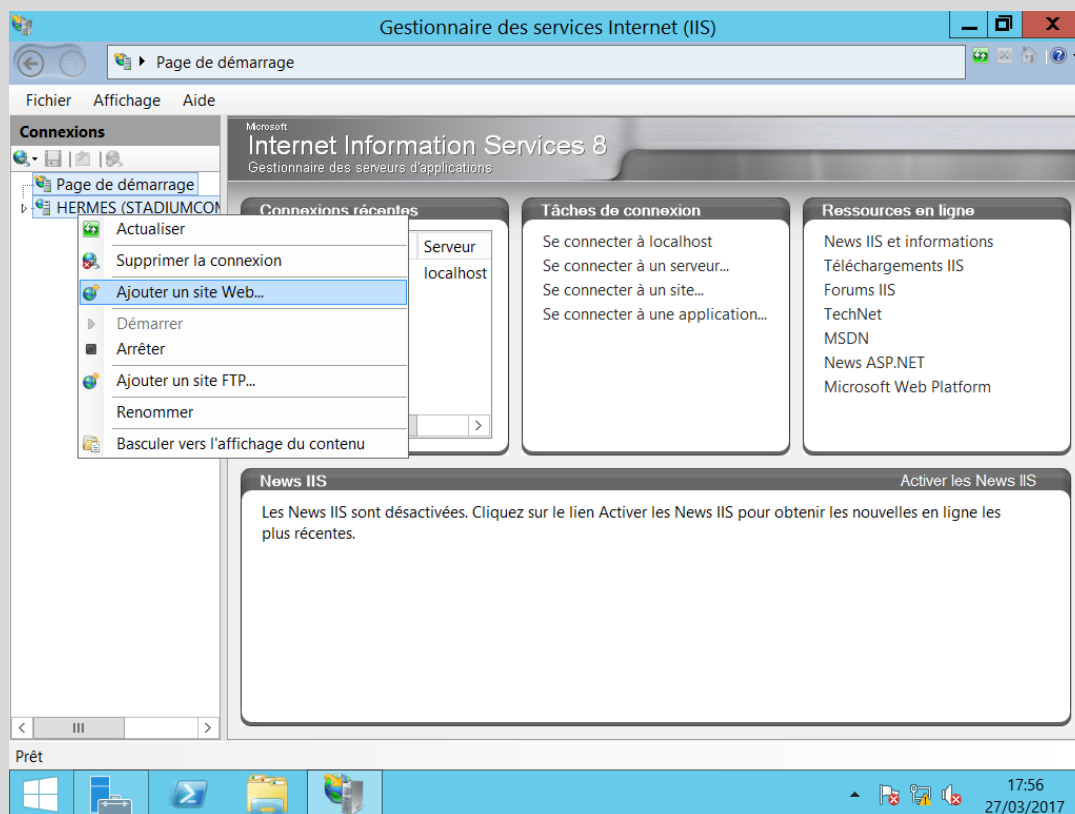 Gestionnaire des services Internet (IIS)
Page de démarrage
Fichier Affichage Aide
Connexions
Page de démarrage
HERMES (STADIUMCOM
Actualiser
Supprimer la connexion
Ajouter un site Web...
Démarrer
Arrêter
Ajouter un site FTP...
Renommer
Basculer vers l'affichage du contenu
Microsoft
Internet Information Services 8
Gestionnaire des serveurs d'applications
Connexions récentes
Serveur
localhost
Tâches de connexion
Se connecter à localhost
Se connecter à un serveur...
Se connecter à un site...
Se connecter à une application...
Ressources en ligne
News IIS et informations
Téléchargements IIS
Forums IIS
TechNet
MSDN
News ASP.NET
Microsoft Web Platform
News IIS
Activer les News IIS
Les News IIS sont désactivées. Cliquez sur le lien Activer les News IIS pour obtenir les nouvelles en ligne les
plus récentes.
Prêt
17:56
27/03/2017